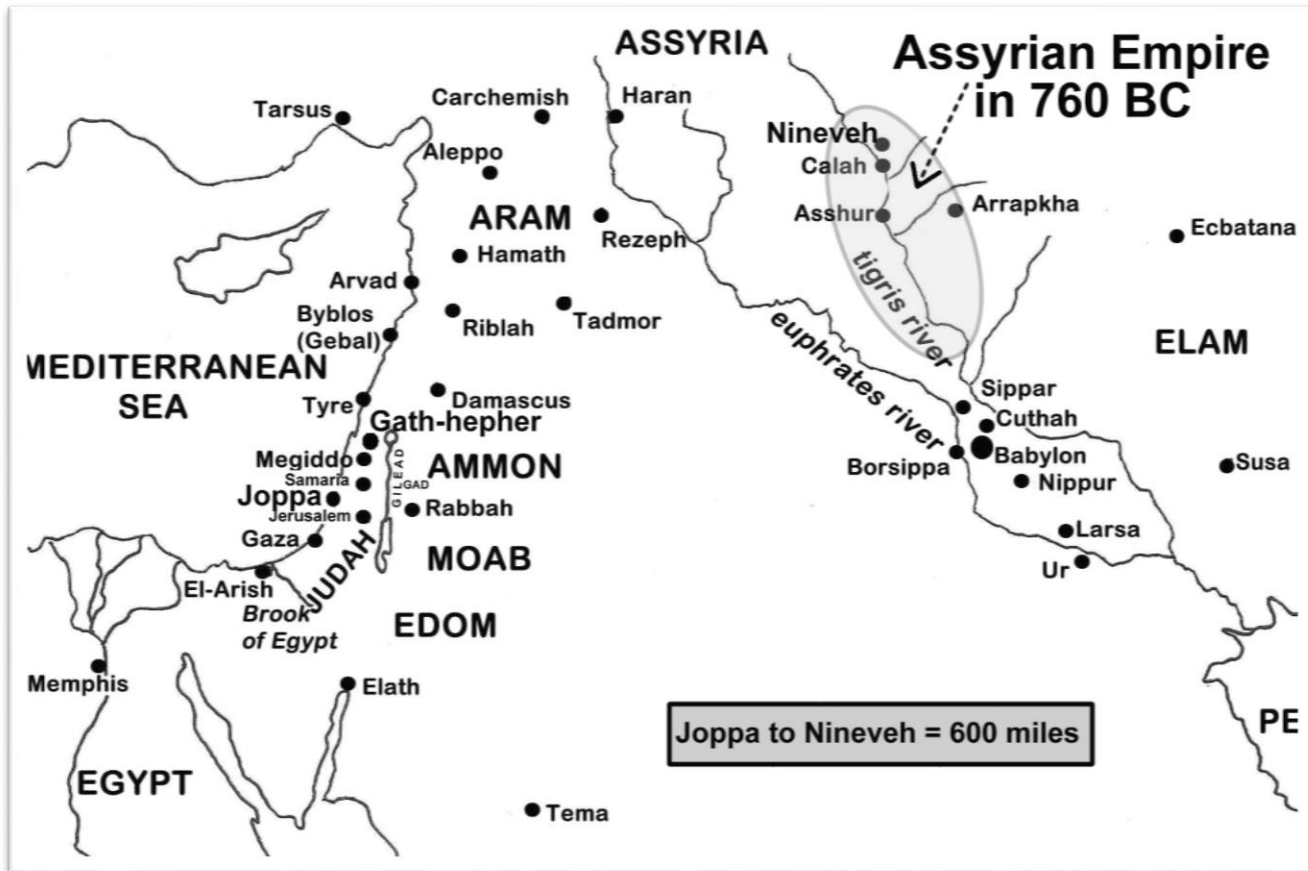 ASSYRIA
Assyrian Empire
in 760 BC
Tarsus
Carchemish
Haran
Nineveh
Aleppo
Calah
ARAM
Asshur
Arrapkha
Rezeph
Ecbatana
Hamath
Arvad
tigris river
Byblos
(Gebal)
Riblah
Tadmor
euphrates river
ELAM
MEDITERRANEAN
SEA
Damascus
Sippar
Tyre
Gath-hepher
Cuthah
Megiddo
AMMON
Borsippa
Babylon
Susa
Samaria
GILEAD
GAD
Nippur
Joppa
Rabbah
Jerusalem
Larsa
Gaza
JUDAH
MOAB
Ur
El-Arish
Brook
of Egypt
EDOM
Memphis
Elath
Joppa to Nineveh = 600 miles
PE
EGYPT
Tema